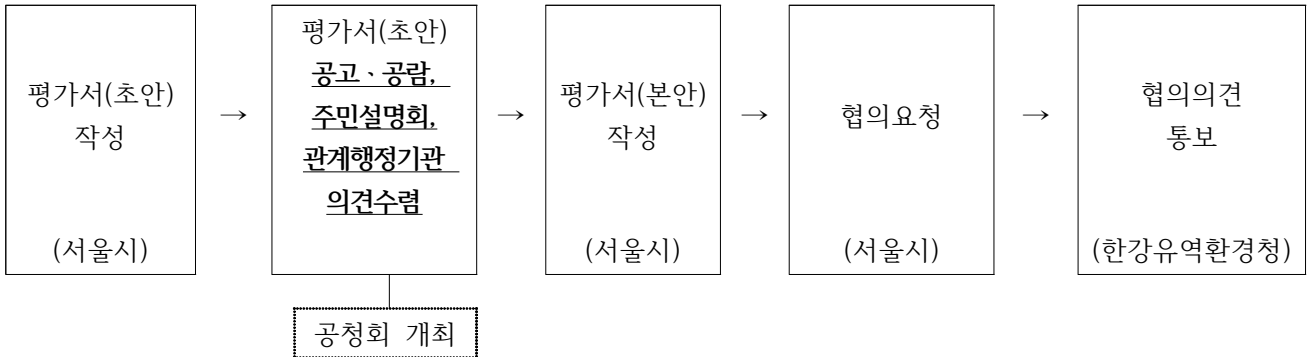 평가서(초안)
작성
(서울시)
→
평가서(초안)
공고ㆍ공람,
주민설명회,
관계행정기관
의견수렴
공청회 개최
→
평가서(본안)
작성
(서울시)
→
협의요청
(서울시)
→
협의의견
통보
(한강유역환경청)